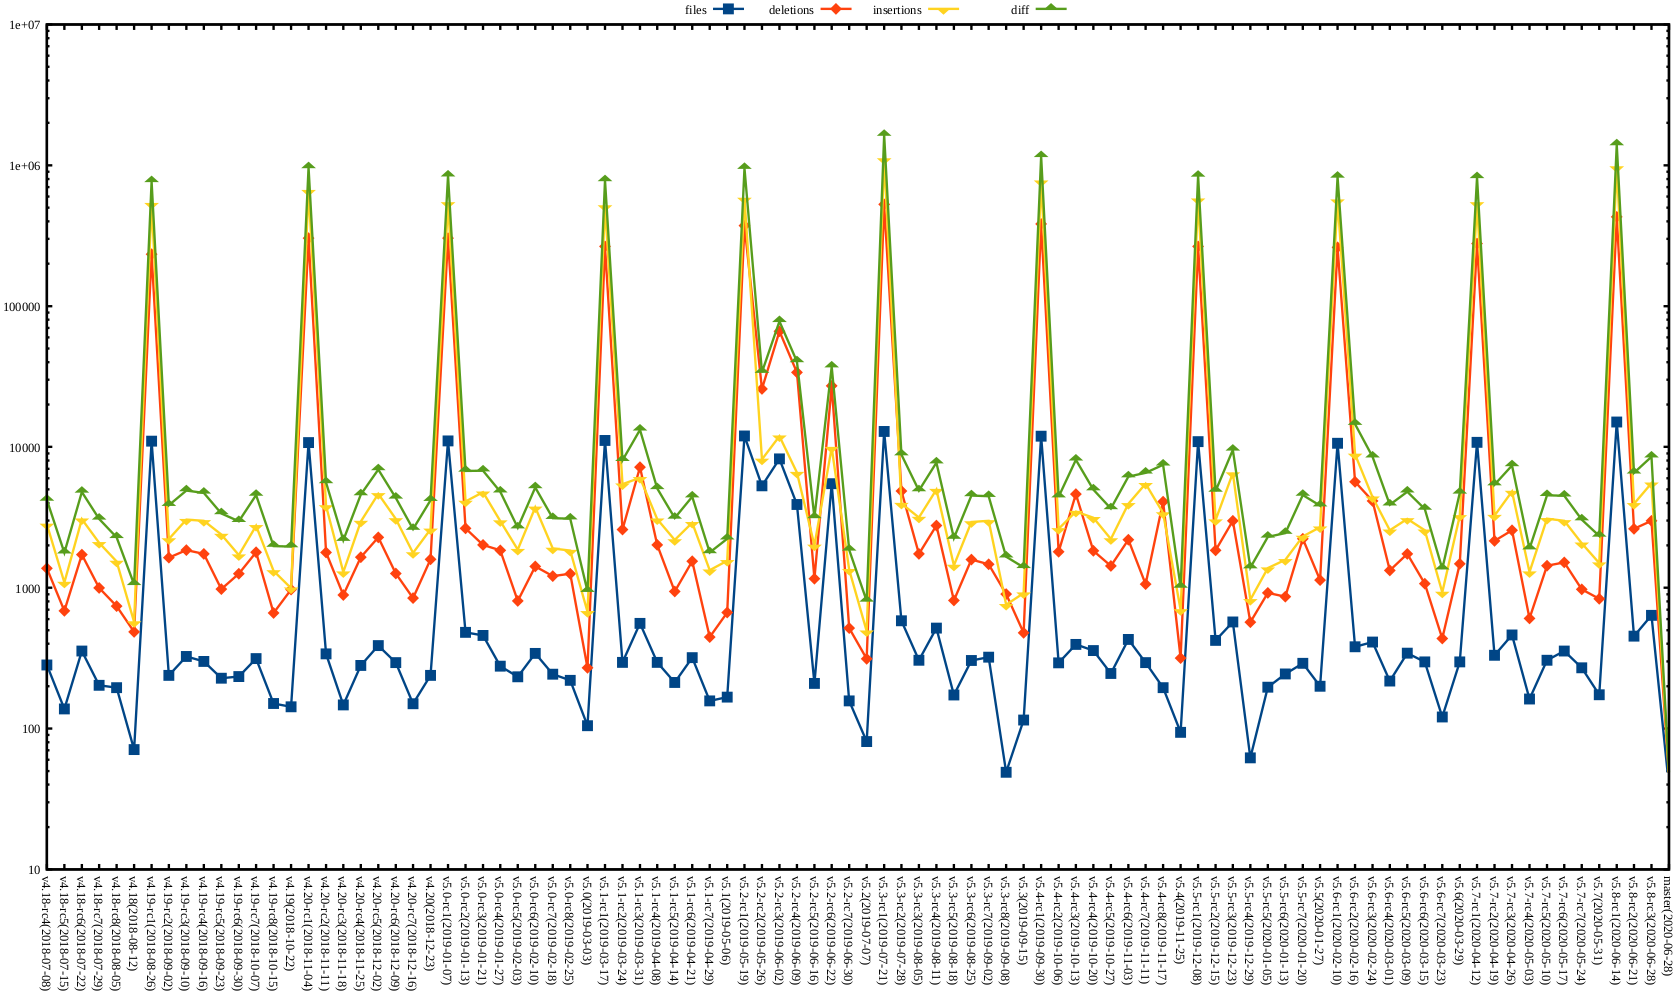 files deletions insertions diff
1e+07
1e+06
100000
10000
1000
100
10
v4.18-rc4(2018-07-08)
v4.18-rc5(2018-07-15)
v4.18-rc6(2018-07-22)
v4.18-rc7(2018-07-29)
v4.18-rc8(2018-08-05)
v4.18(2018-08-12)
v4.19-rc1(2018-08-26)
v4.19-rc2(2018-09-02)
v4.19-rc3(2018-09-10)
v4.19-rc4(2018-09-16)
v4.19-rc5(2018-09-23)
v4.19-rc6(2018-09-30)
v4.19-rc7(2018-10-07)
v4.19-rc8(2018-10-15)
v4.19(2018-10-22)
v4.20-rc1(2018-11-04)
v4.20-rc2(2018-11-11)
v4.20-rc3(2018-11-18)
v4.20-rc4(2018-11-25)
v4.20-rc5(2018-12-02)
v4.20-rc6(2018-12-09)
v4.20-rc7(2018-12-16)
v4.20(2018-12-23)
v5.0-rc1(2019-01-07)
v5.0-rc2(2019-01-13)
v5.0-rc3(2019-01-21)
v5.0-rc4(2019-01-27)
v5.0-rc5(2019-02-03)
v5.0-rc6(2019-02-10)
v5.0-rc7(2019-02-18)
v5.0-rc8(2019-02-25)
v5.0(2019-03-03)
v5.1-rc1(2019-03-17)
v5.1-rc2(2019-03-24)
v5.1-rc3(2019-03-31)
v5.1-rc4(2019-04-08)
v5.1-rc5(2019-04-14)
v5.1-rc6(2019-04-21)
v5.1-rc7(2019-04-29)
v5.1(2019-05-06)
v5.2-rc1(2019-05-19)
v5.2-rc2(2019-05-26)
v5.2-rc3(2019-06-02)
v5.2-rc4(2019-06-09)
v5.2-rc5(2019-06-16)
v5.2-rc6(2019-06-22)
v5.2-rc7(2019-06-30)
v5.2(2019-07-07)
v5.3-rc1(2019-07-21)
v5.3-rc2(2019-07-28)
v5.3-rc3(2019-08-05)
v5.3-rc4(2019-08-11)
v5.3-rc5(2019-08-18)
v5.3-rc6(2019-08-25)
v5.3-rc7(2019-09-02)
v5.3-rc8(2019-09-08)
v5.3(2019-09-15)
v5.4-rc1(2019-09-30)
v5.4-rc2(2019-10-06)
v5.4-rc3(2019-10-13)
v5.4-rc4(2019-10-20)
v5.4-rc5(2019-10-27)
v5.4-rc6(2019-11-03)
v5.4-rc7(2019-11-11)
v5.4-rc8(2019-11-17)
v5.4(2019-11-25)
v5.5-rc1(2019-12-08)
v5.5-rc2(2019-12-15)
v5.5-rc3(2019-12-23)
v5.5-rc4(2019-12-29)
v5.5-rc5(2020-01-05)
v5.5-rc6(2020-01-13)
v5.5-rc7(2020-01-20)
v5.5(2020-01-27)
v5.6-rc1(2020-02-10)
v5.6-rc2(2020-02-16)
v5.6-rc3(2020-02-24)
v5.6-rc4(2020-03-01)
v5.6-rc5(2020-03-09)
v5.6-rc6(2020-03-15)
v5.6-rc7(2020-03-23)
v5.6(2020-03-29)
v5.7-rc1(2020-04-12)
v5.7-rc2(2020-04-19)
v5.7-rc3(2020-04-26)
v5.7-rc4(2020-05-03)
v5.7-rc5(2020-05-10)
v5.7-rc6(2020-05-17)
v5.7-rc7(2020-05-24)
v5.7(2020-05-31)
v5.8-rc1(2020-06-14)
v5.8-rc2(2020-06-21)
v5.8-rc3(2020-06-28)
master(2020-06-28)